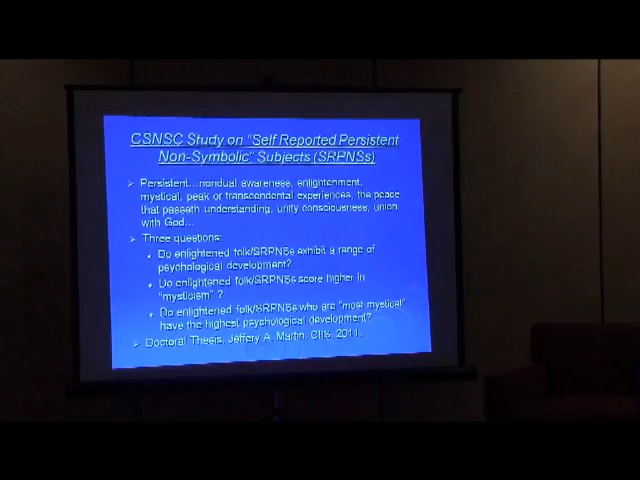 CSNSC Study on "Self Reported Persistent
Non-Symbolic" Subjects (SRPNSs)
Persistent...nondual awareness, enlightenment,
mystical, peak or transcendental experiences, the peace
that passeth understanding, unity consciousness, union
with God...
Three questions:
Do enlightened folk/SRPNSs exhibit a range of
psychological development?
Do enlightened folk/SRPNSs score higher in
"mysticism" ?
Do enlightened folk/SRPNSs who are "most mystical"
have the highest psychological development?
Doctoral Thesis, Jeffery A. Martin, CIIS, 2011.